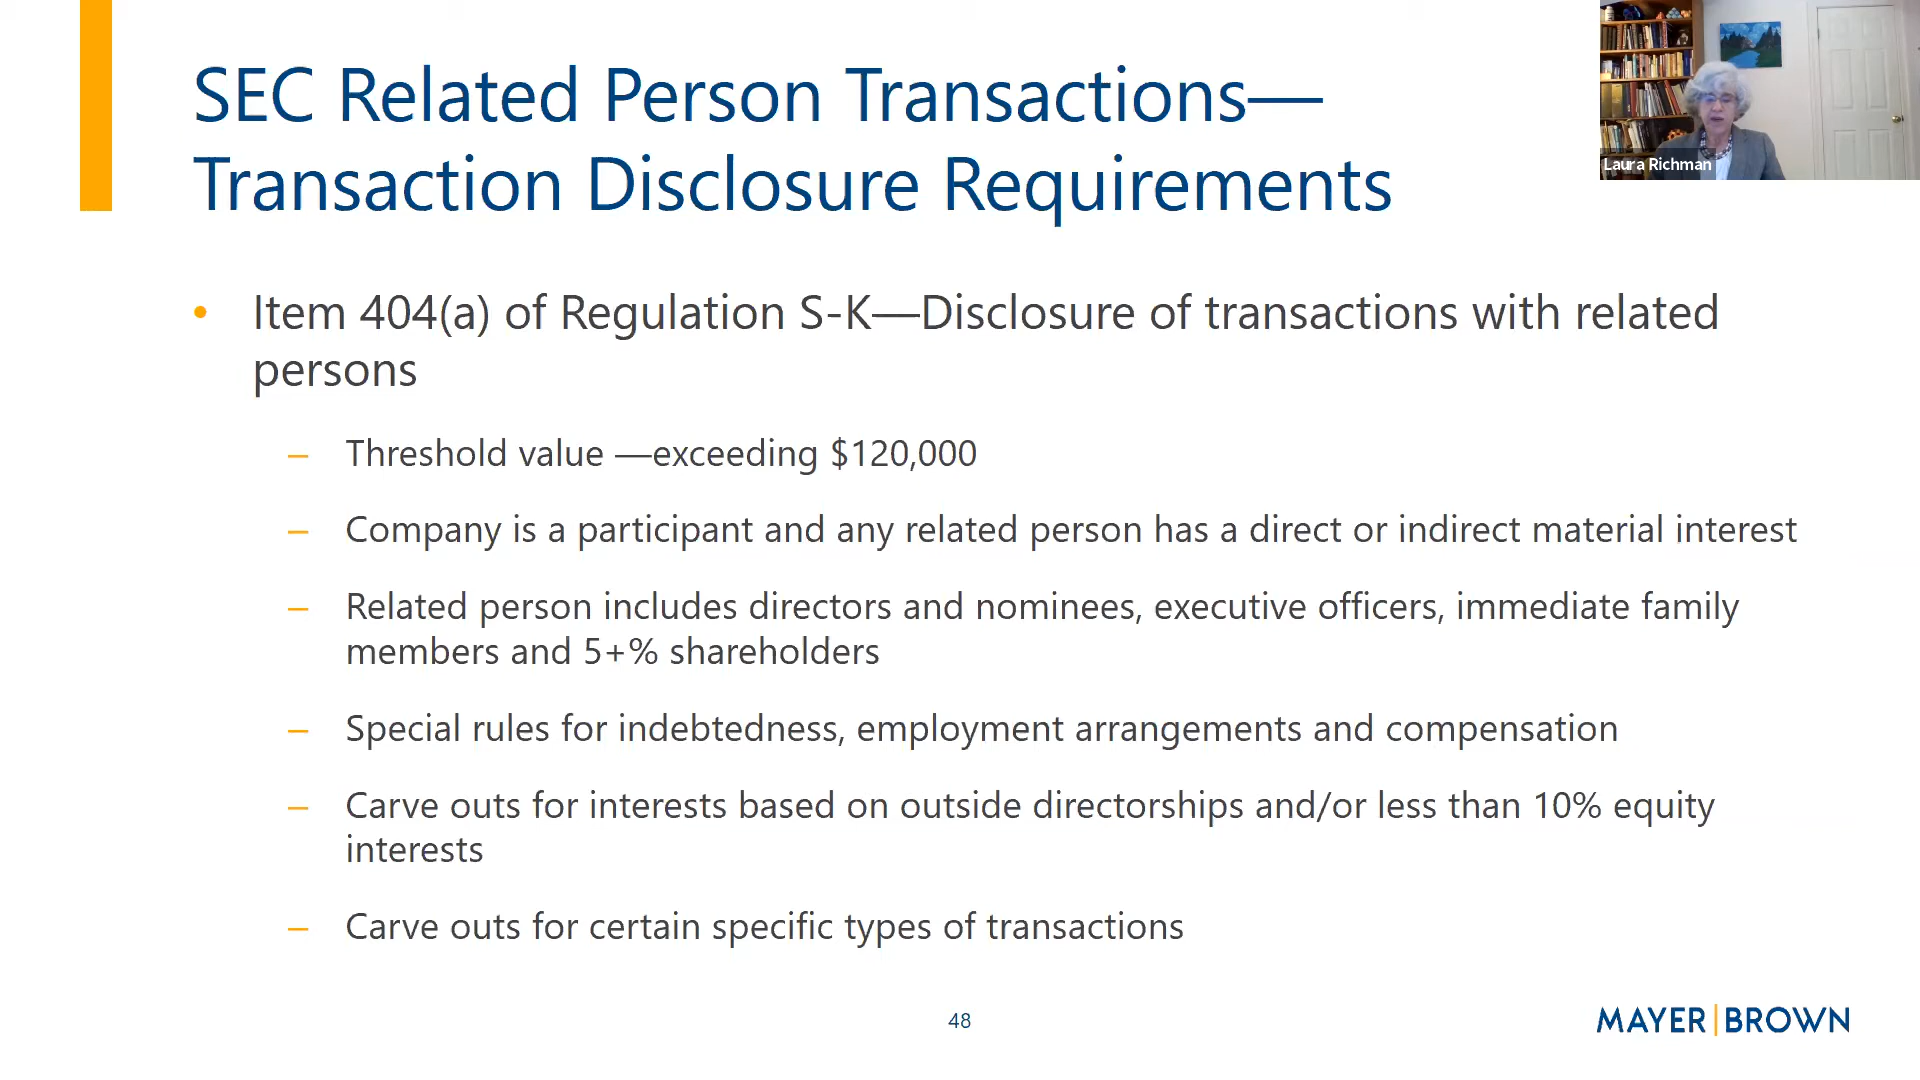 SEC Related Person Transactions—
Transaction Disclosure Requirements
Laura Richman
• Item 404(a) of Regulation S-K—Disclosure of transactions with related
persons
– Threshold value —exceeding $120,000
– Company is a participant and any related person has a direct or indirect material interest
– Related person includes directors and nominees, executive officers, immediate family
members and 5+% shareholders
– Special rules for indebtedness, employment arrangements and compensation
– Carve outs for interests based on outside directorships and/or less than 10% equity
interests
– Carve outs for certain specific types of transactions
48
MAYER|BROWN